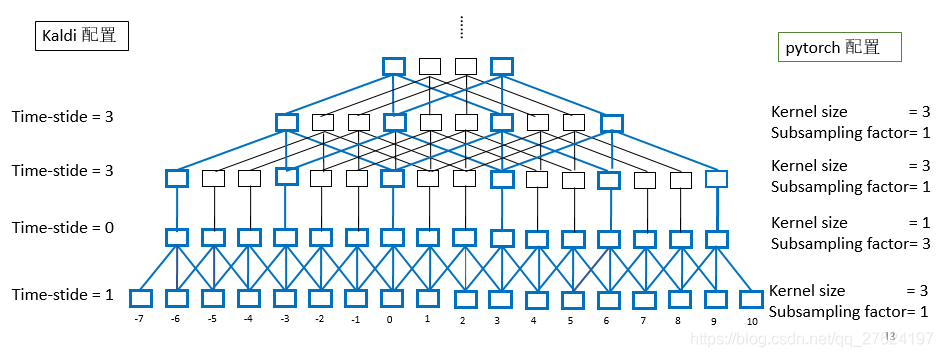 Kaldi 配置
pytorch 配置
Time-stide = 3
Kernel size = 3
Subsampling factor= 1
Time-stide = 3
Kernel size = 3
Subsampling factor= 1
Time-stide = 0
Kernel size = 1
Subsampling factor= 3
Time-stide = 1
Kernel size = 3
Subsampling factor= 1
-7 -6 -5 -4 -3 -2 -1 0 1 2 3 4 5 6 7 8 9 10
13
https://blog.csdn.net/qq_27624197